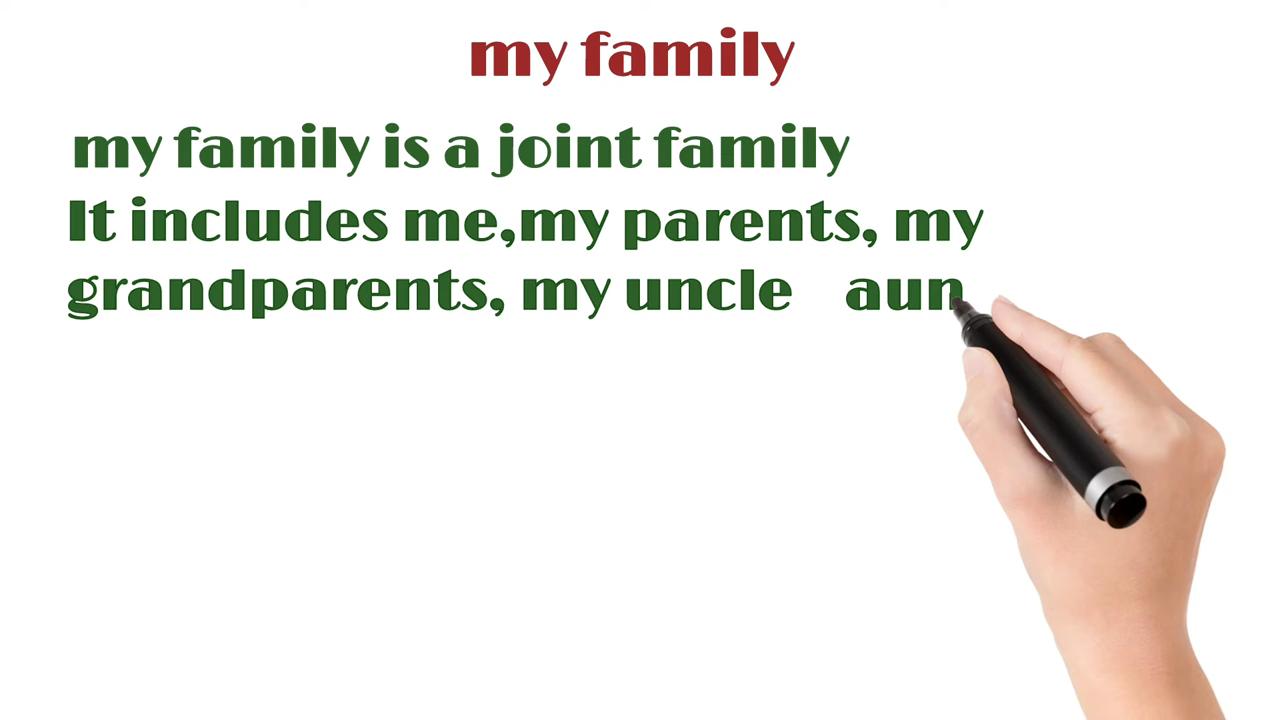 my family
my family is a joint family
It includes me,my parents, my
grandparents, my uncle aun